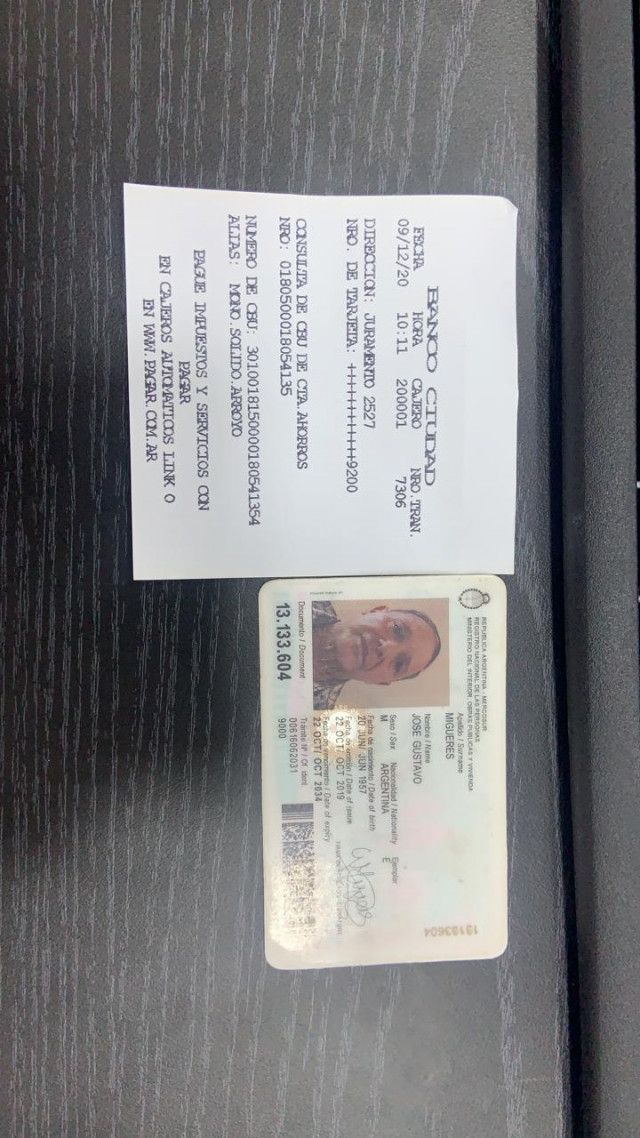 BANCO CIUDAD
FECHA HORA CAJERO NRO.TRAN.
09/12/20 10:11 200001 7306
DIRECCION: JURAMENTO 2527
NRO. DE TARJETA: ++++++++++++9200
CONSULTA DE CBU DE CTA.AHORROS
NRO: 0180500018054135
NUMERO DE CBU: 3010018150000180541354
ALIAS: MONO.SOLIDO.ARROYO
PAGUE IMPUESTOS Y SERVICIOS CON
PAGAR
EN CAJEROS AUTOMATICOS LINK O
EN WWW.PAGAR.COM.AR
REPUBLICA ARGENTINA - MERCOSUR
REGISTRO NACIONAL DE LAS PERSONAS
MINISTERIO DEL INTERIOR, OBRAS PUBLICAS Y VIVIENDA
Apellido / Surname
MIGUERES
Nombre / Name
JOSE GUSTAVO
Sexo / Sex Nacionalidad / Nationality Ejemplar
M ARGENTINA E
Fecha de nacimiento / Date of birth
20 JUN/ JUN 1957
Fecha de emisión / Date of issue
22 OCT/ OCT 2019
Fecha de vencimiento / Date of expiry
22 OCT/ OCT 2034
Documento / Document
13.133.604
Trámite Nº / Of. ident
00616062031
9000
13133604